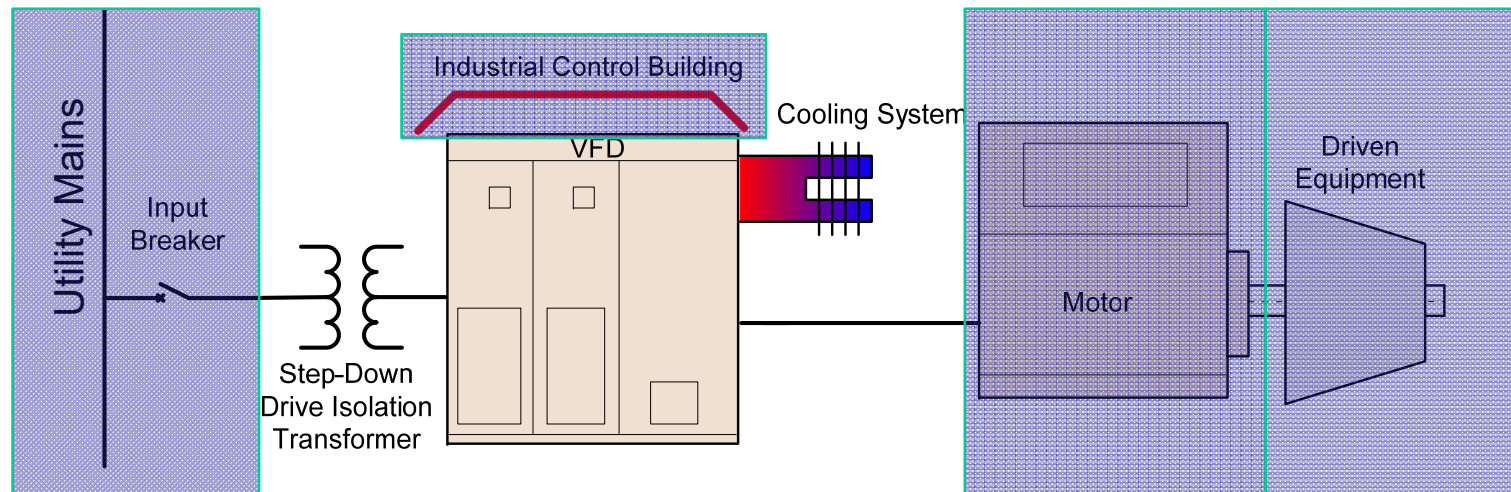 Utility Mains
Input
Breaker
Step-Down
Drive Isolation
Transformer
Industrial Control Building
VFD
Cooling System
Motor
Driven
Equipment